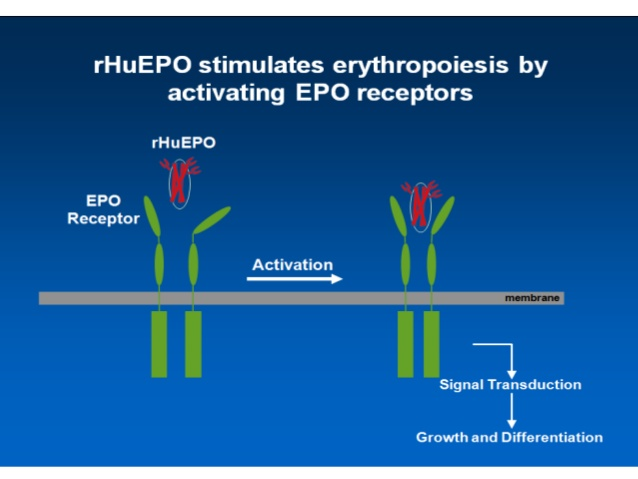 rHuEPO stimulates erythropoiesis by
activating EPO receptors
rHuEPO
EPO
Receptor
Activation
membrane
Signal Transduction
Growth and Differentiation